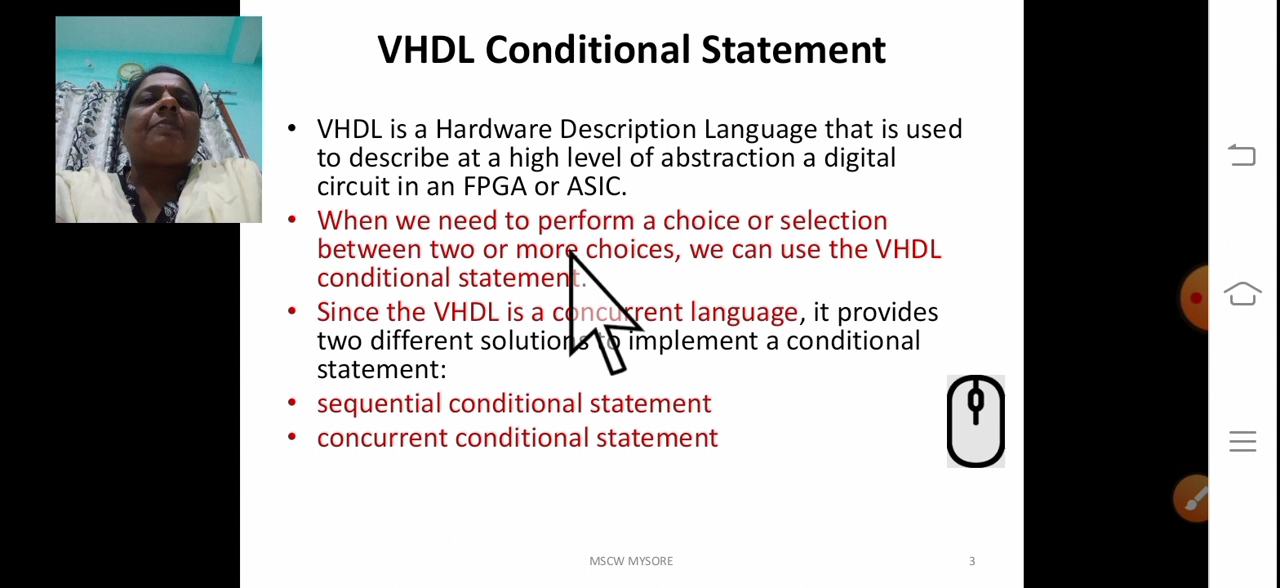 VHDL Conditional Statement
• VHDL is a Hardware Description Language that is used
to describe at a high level of abstraction a digital
circuit in an FPGA or ASIC.
• When we need to perform a choice or selection
between two or more choices, we can use the VHDL
conditional statement.
• Since the VHDL is a concurrent language, it provides
two different solutions to implement a conditional
statement:
• sequential conditional statement
• concurrent conditional statement
MSCW MYSORE
3